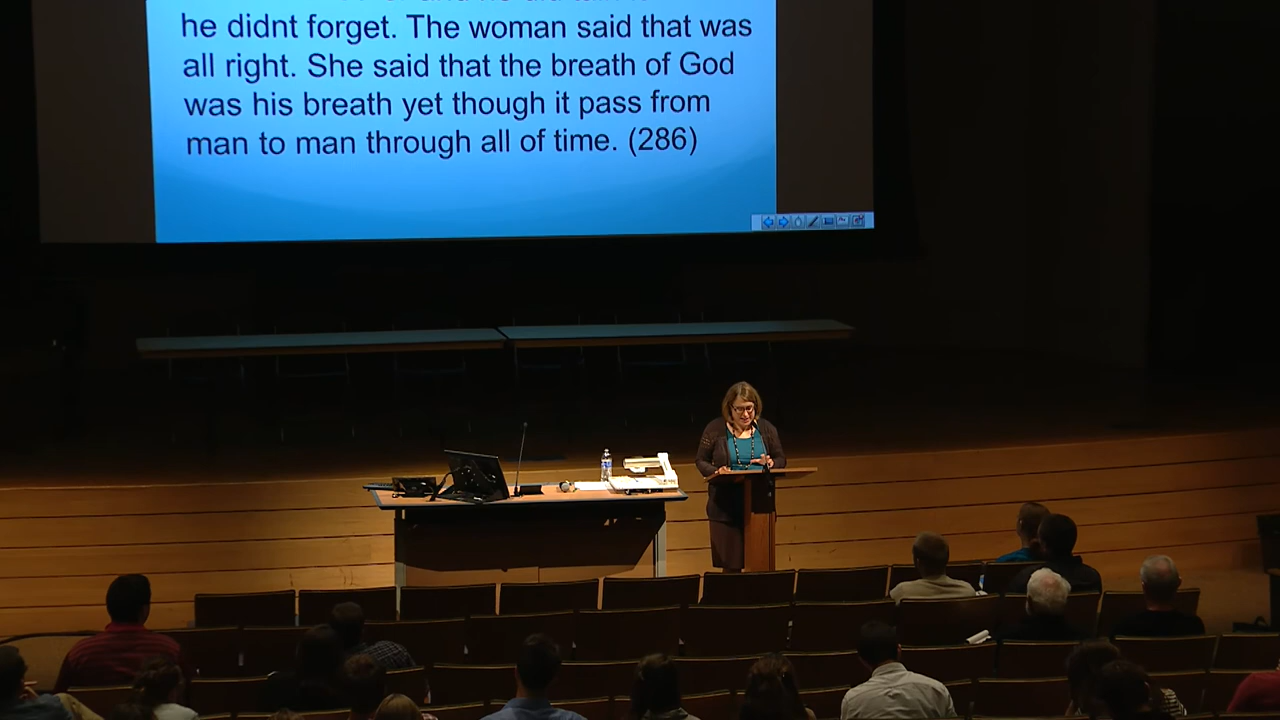 he didnt forget. The woman said that was
all right. She said that the breath of God
was his breath yet though it pass from
man to man through all of time. (286)